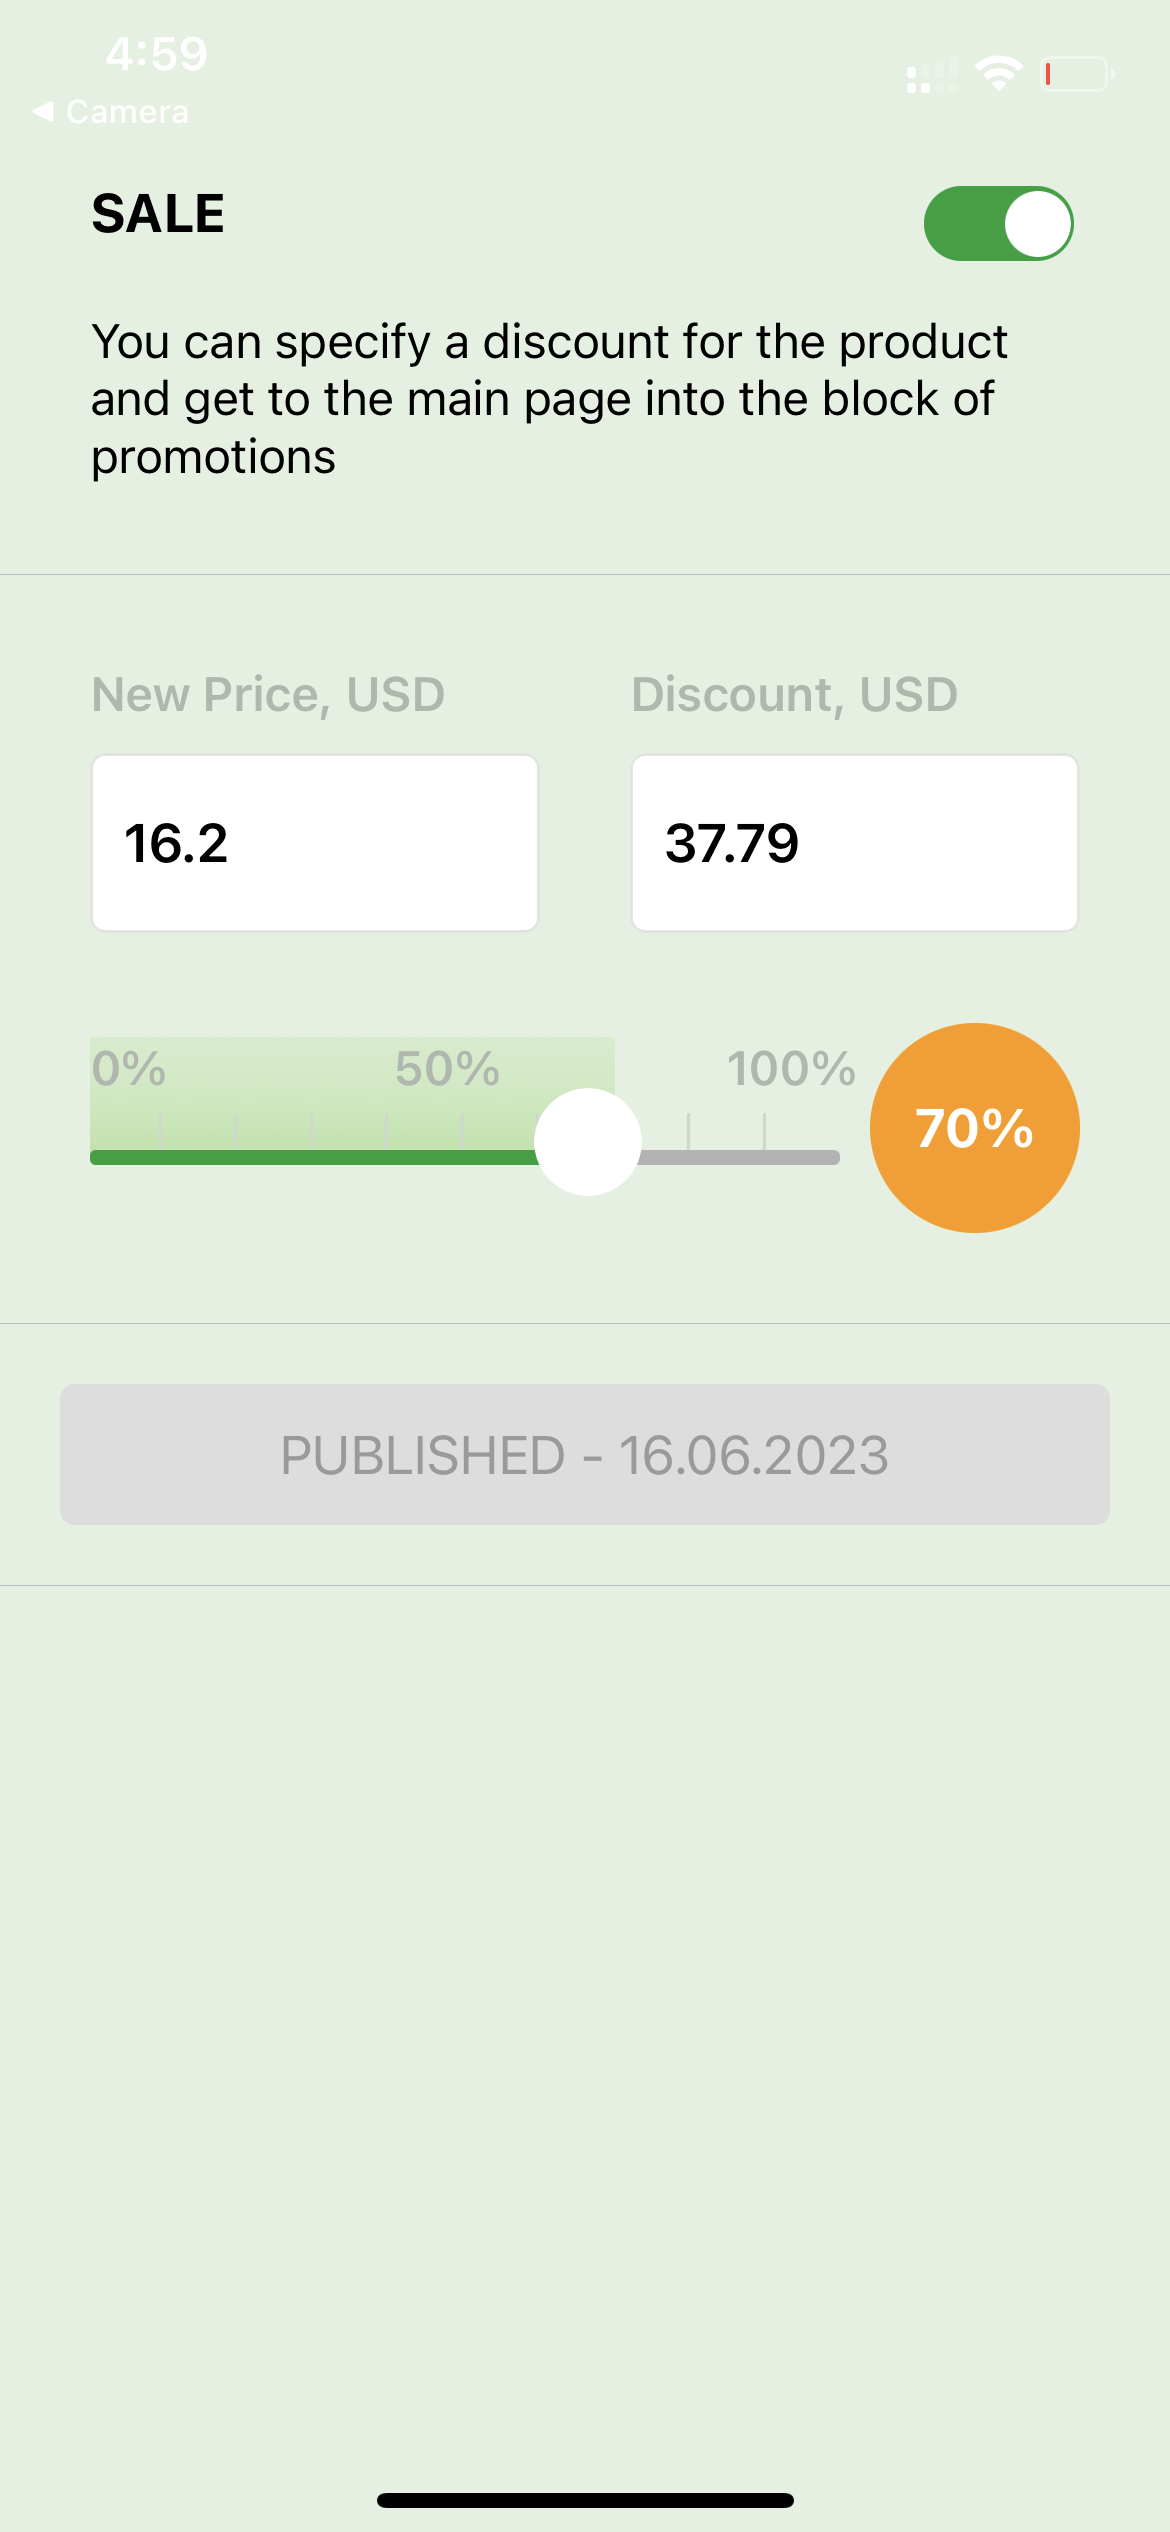 4:59
Camera
SALE
You can specify a discount for the product
and get to the main page into the block of
promotions
New Price, USD
Discount, USD
16.2
37.79
0%
50%
100%
70%
PUBLISHED - 16.06.2023